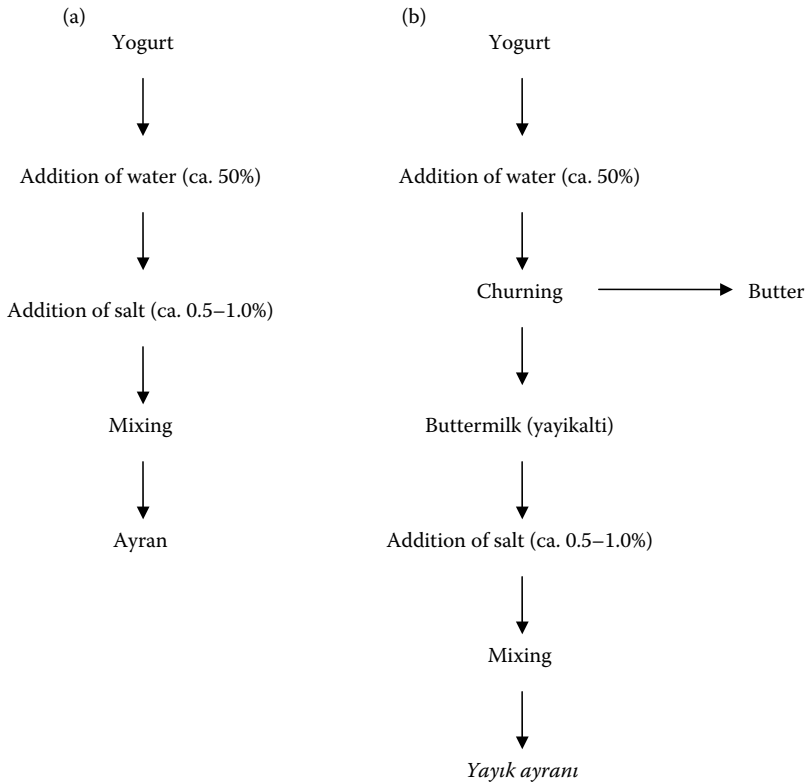 (a)
Yogurt
Addition of water (ca. 50%)
Addition of salt (ca. 0.5–1.0%)
Mixing
Ayran
(b)
Yogurt
Addition of water (ca. 50%)
Churning
Butter
Buttermilk (yayikalti)
Addition of salt (ca. 0.5–1.0%)
Mixing
Yayık ayranı